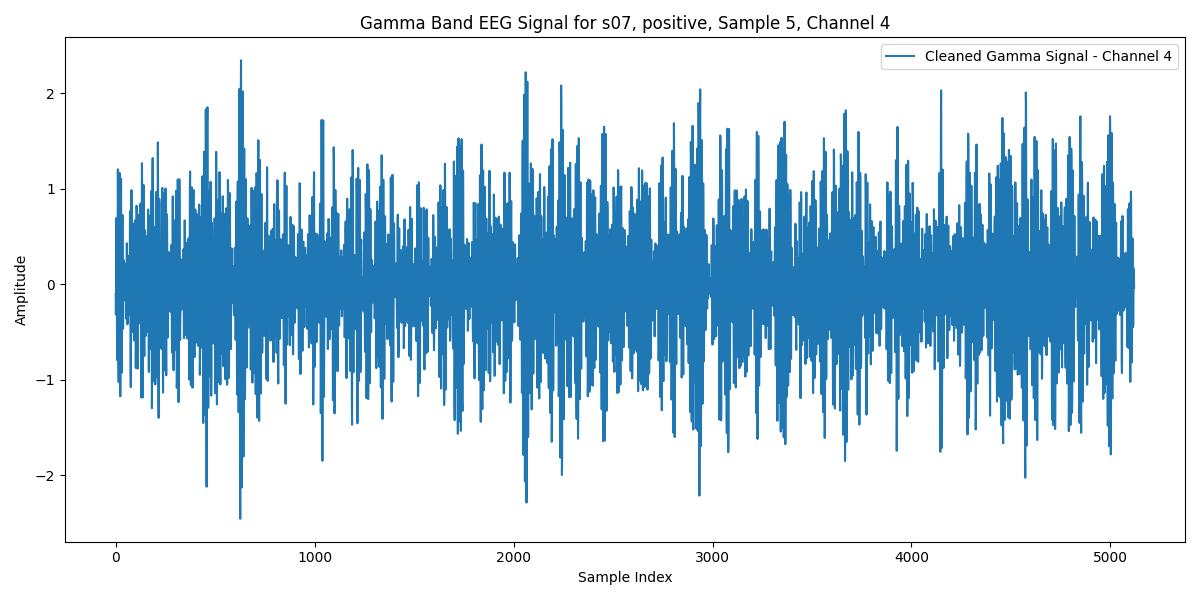 Gamma Band EEG Signal for s07, positive, Sample 5, Channel 4
Cleaned Gamma Signal - Channel 4
Amplitude
2
1
0
−1
−2
0 1000 2000 3000 4000 5000
Sample Index